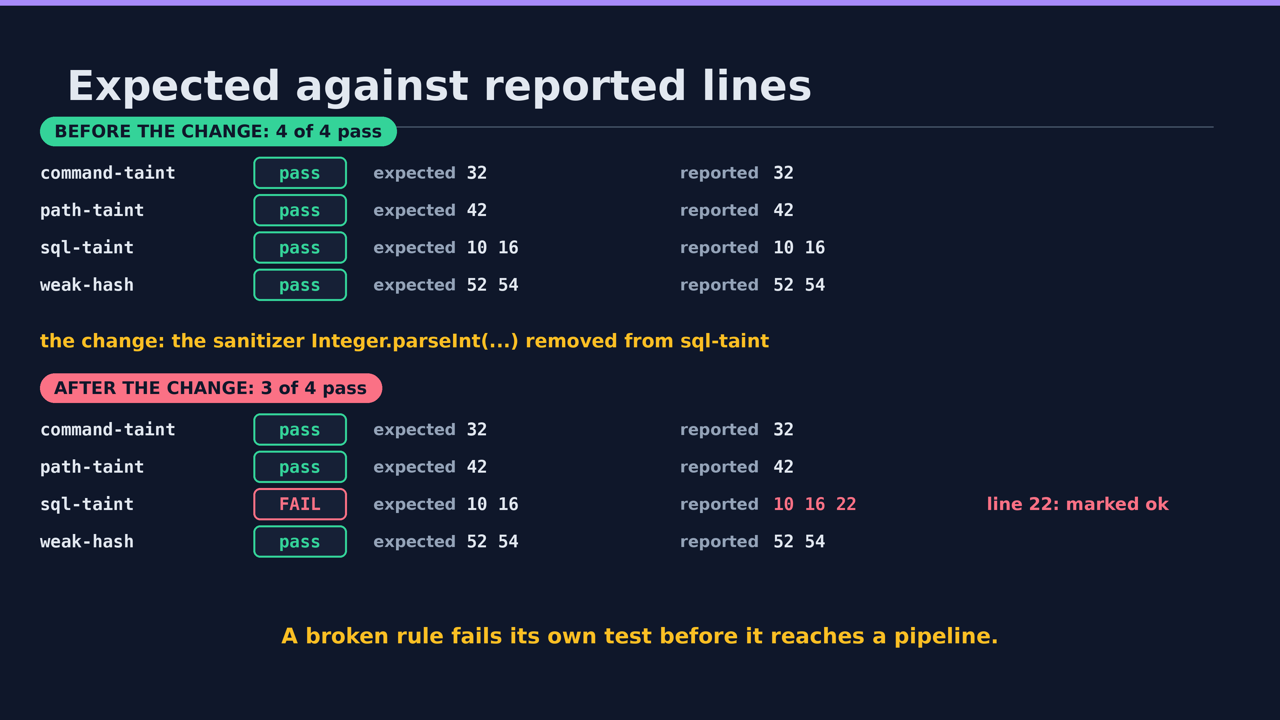 Expected against reported lines
BEFORE THE CHANGE: 4 of 4 pass
command-taint pass expected 32 reported 32
path-taint pass expected 42 reported 42
sql-taint pass expected 10 16 reported 10 16
weak-hash pass expected 52 54 reported 52 54
the change: the sanitizer Integer.parseInt(...) removed from sql-taint
AFTER THE CHANGE: 3 of 4 pass
command-taint pass expected 32 reported 32
path-taint pass expected 42 reported 42
sql-taint FAIL expected 10 16 reported 10 16 22 line 22: marked ok
weak-hash pass expected 52 54 reported 52 54
A broken rule fails its own test before it reaches a pipeline.